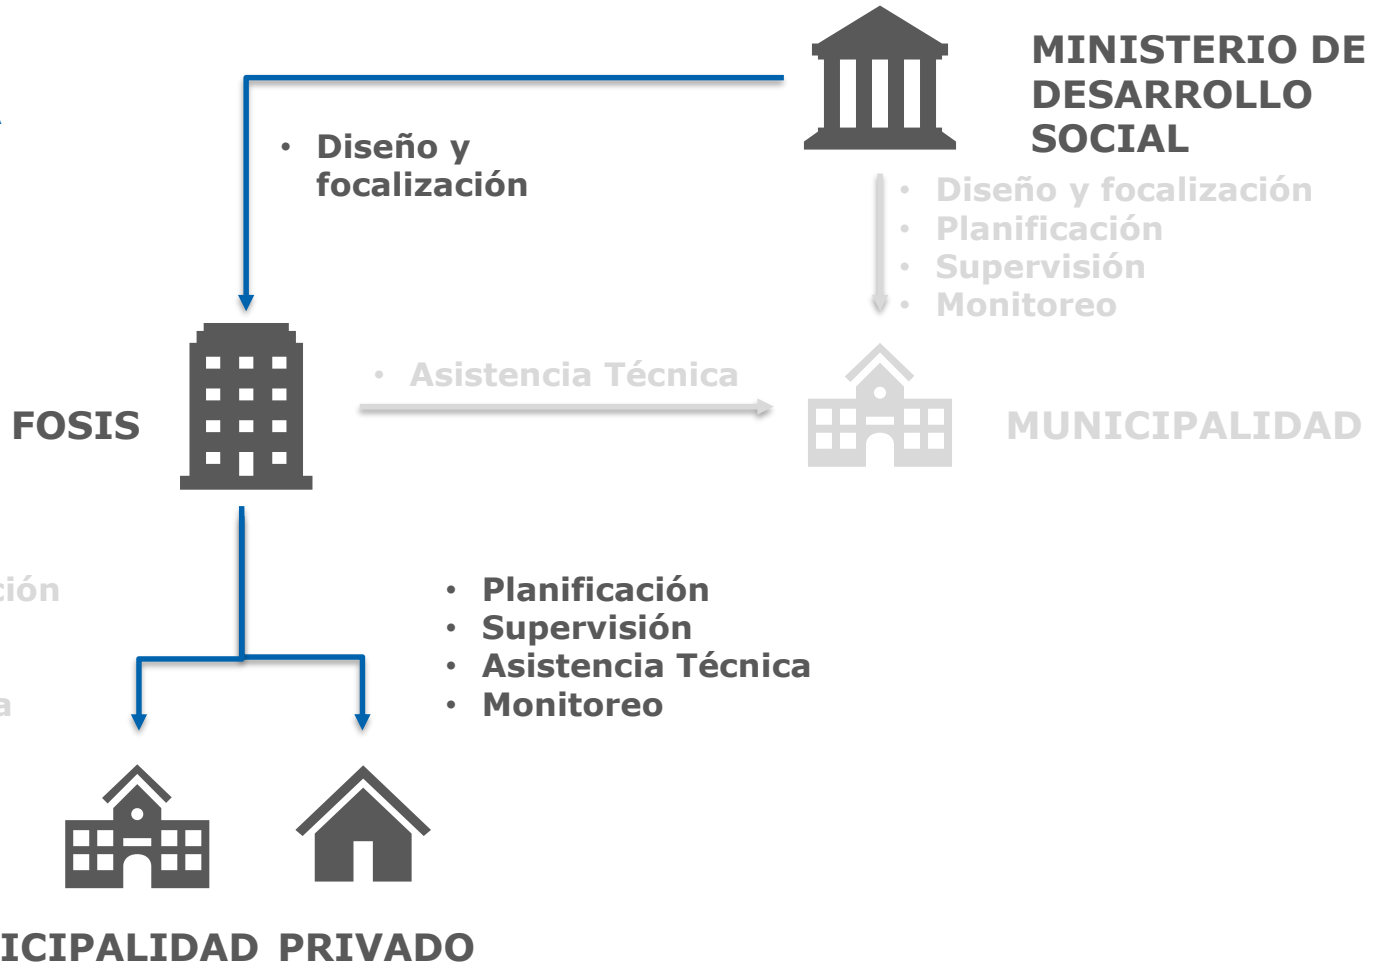 MINISTERIO DE
DESARROLLO
SOCIAL
• Diseño y
focalización
• Diseño y focalización
• Planificación
• Supervisión
• Monitoreo
• Asistencia Técnica
FOSIS
MUNICIPALIDAD
ción
• Planificación
• Supervisión
• Asistencia Técnica
• Monitoreo
a
ICIPALIDAD PRIVADO